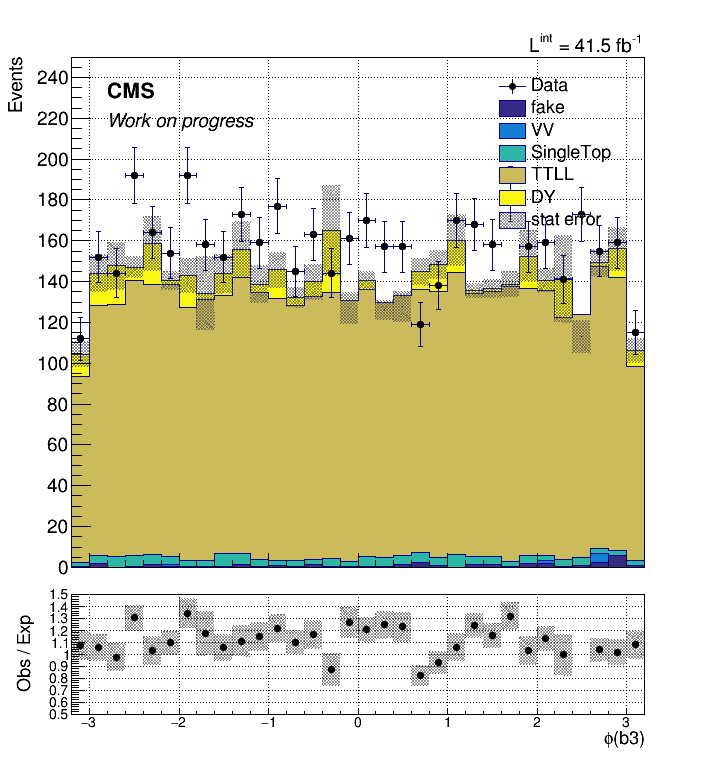 L^int = 41.5 fb^-1
Events
CMS
Work on progress
Data
fake
VV
SingleTop
TTLL
DY
stat error
240
220
200
180
160
140
120
100
80
60
40
20
0
Obs / Exp
1.5
1.4
1.3
1.2
1.1
1
0.9
0.8
0.7
0.6
0.5
−3 −2 −1 0 1 2 3
ϕ(b3)